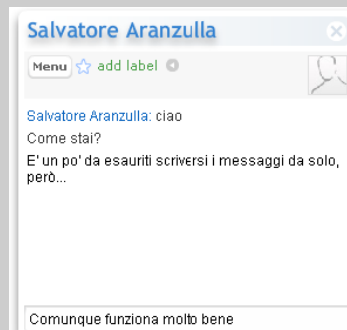 Salvatore Aranzulla
Menu add label
Salvatore Aranzulla: ciao
Come stai?
E' un po' da esauriti scriversi i messaggi da solo,
però...
Comunque funziona molto bene